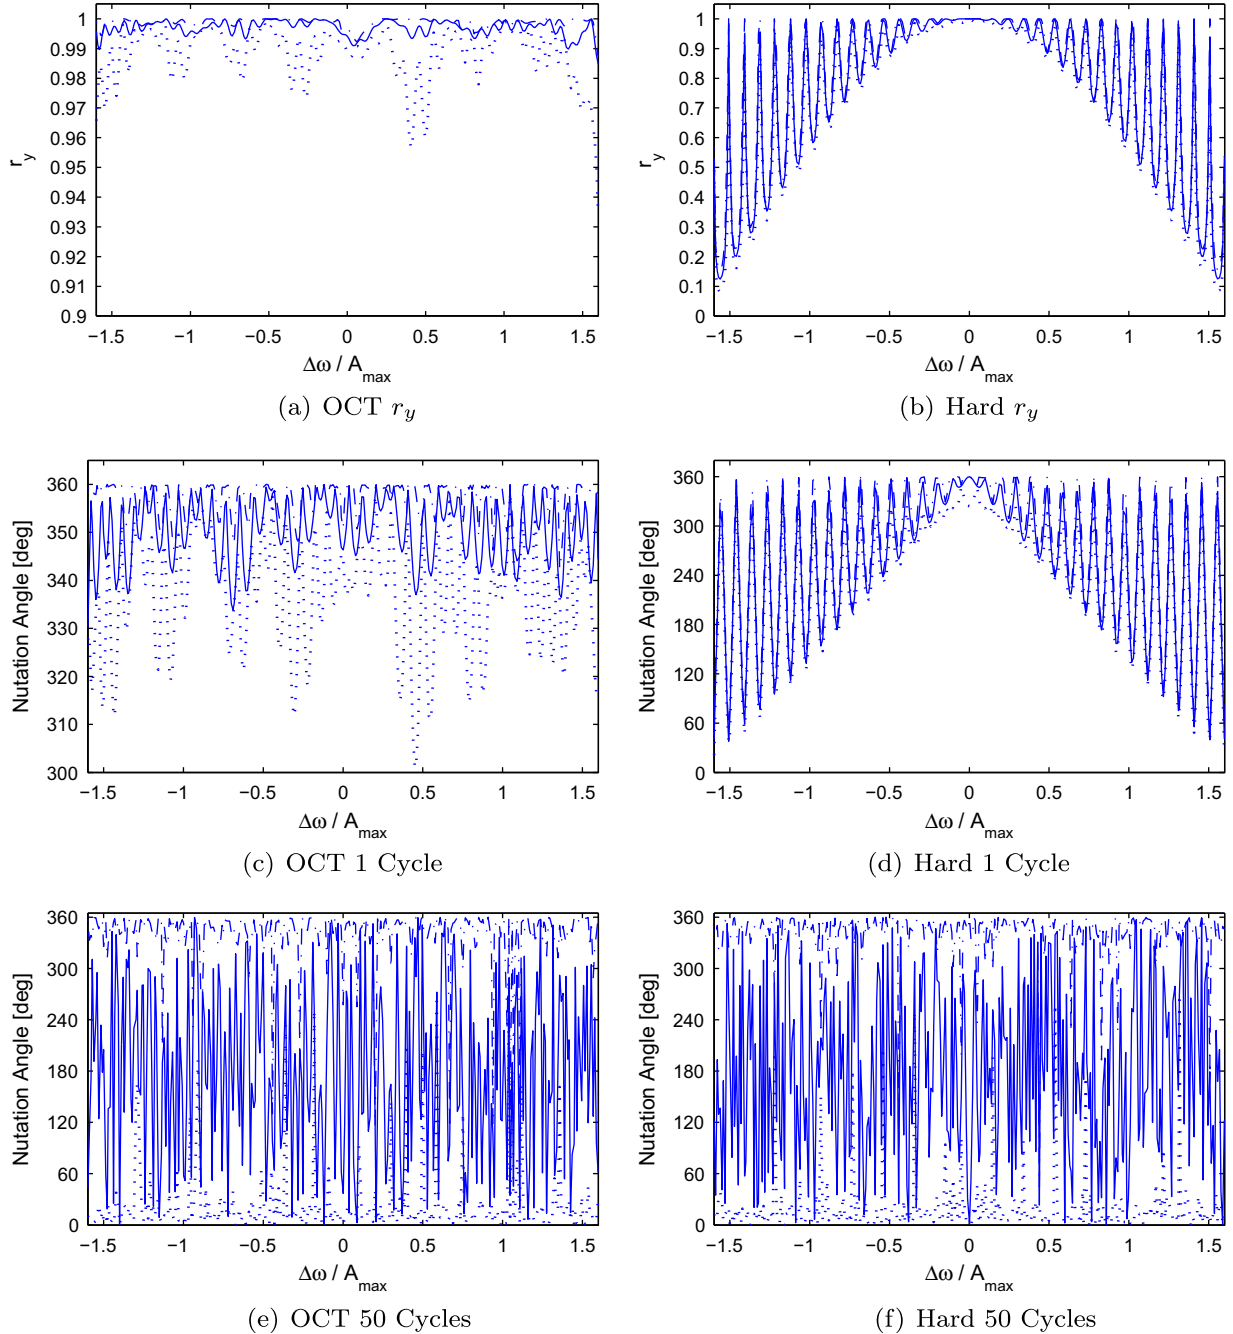 1
0.99
0.98
0.97
0.96
0.95
0.94
0.93
0.92
0.91
0.9
r_y
−1.5 −1 −0.5 0 0.5 1 1.5
Δω / A_max
(a) OCT r_y
1
0.9
0.8
0.7
0.6
0.5
0.4
0.3
0.2
0.1
0
r_y
−1.5 −1 −0.5 0 0.5 1 1.5
Δω / A_max
(b) Hard r_y
360
350
340
330
320
310
300
Nutation Angle [deg]
−1.5 −1 −0.5 0 0.5 1 1.5
Δω / A_max
(c) OCT 1 Cycle
360
300
240
180
120
60
0
Nutation Angle [deg]
−1.5 −1 −0.5 0 0.5 1 1.5
Δω / A_max
(d) Hard 1 Cycle
360
300
240
180
120
60
0
Nutation Angle [deg]
−1.5 −1 −0.5 0 0.5 1 1.5
Δω / A_max
(e) OCT 50 Cycles
360
300
240
180
120
60
0
Nutation Angle [deg]
−1.5 −1 −0.5 0 0.5 1 1.5
Δω / A_max
(f) Hard 50 Cycles